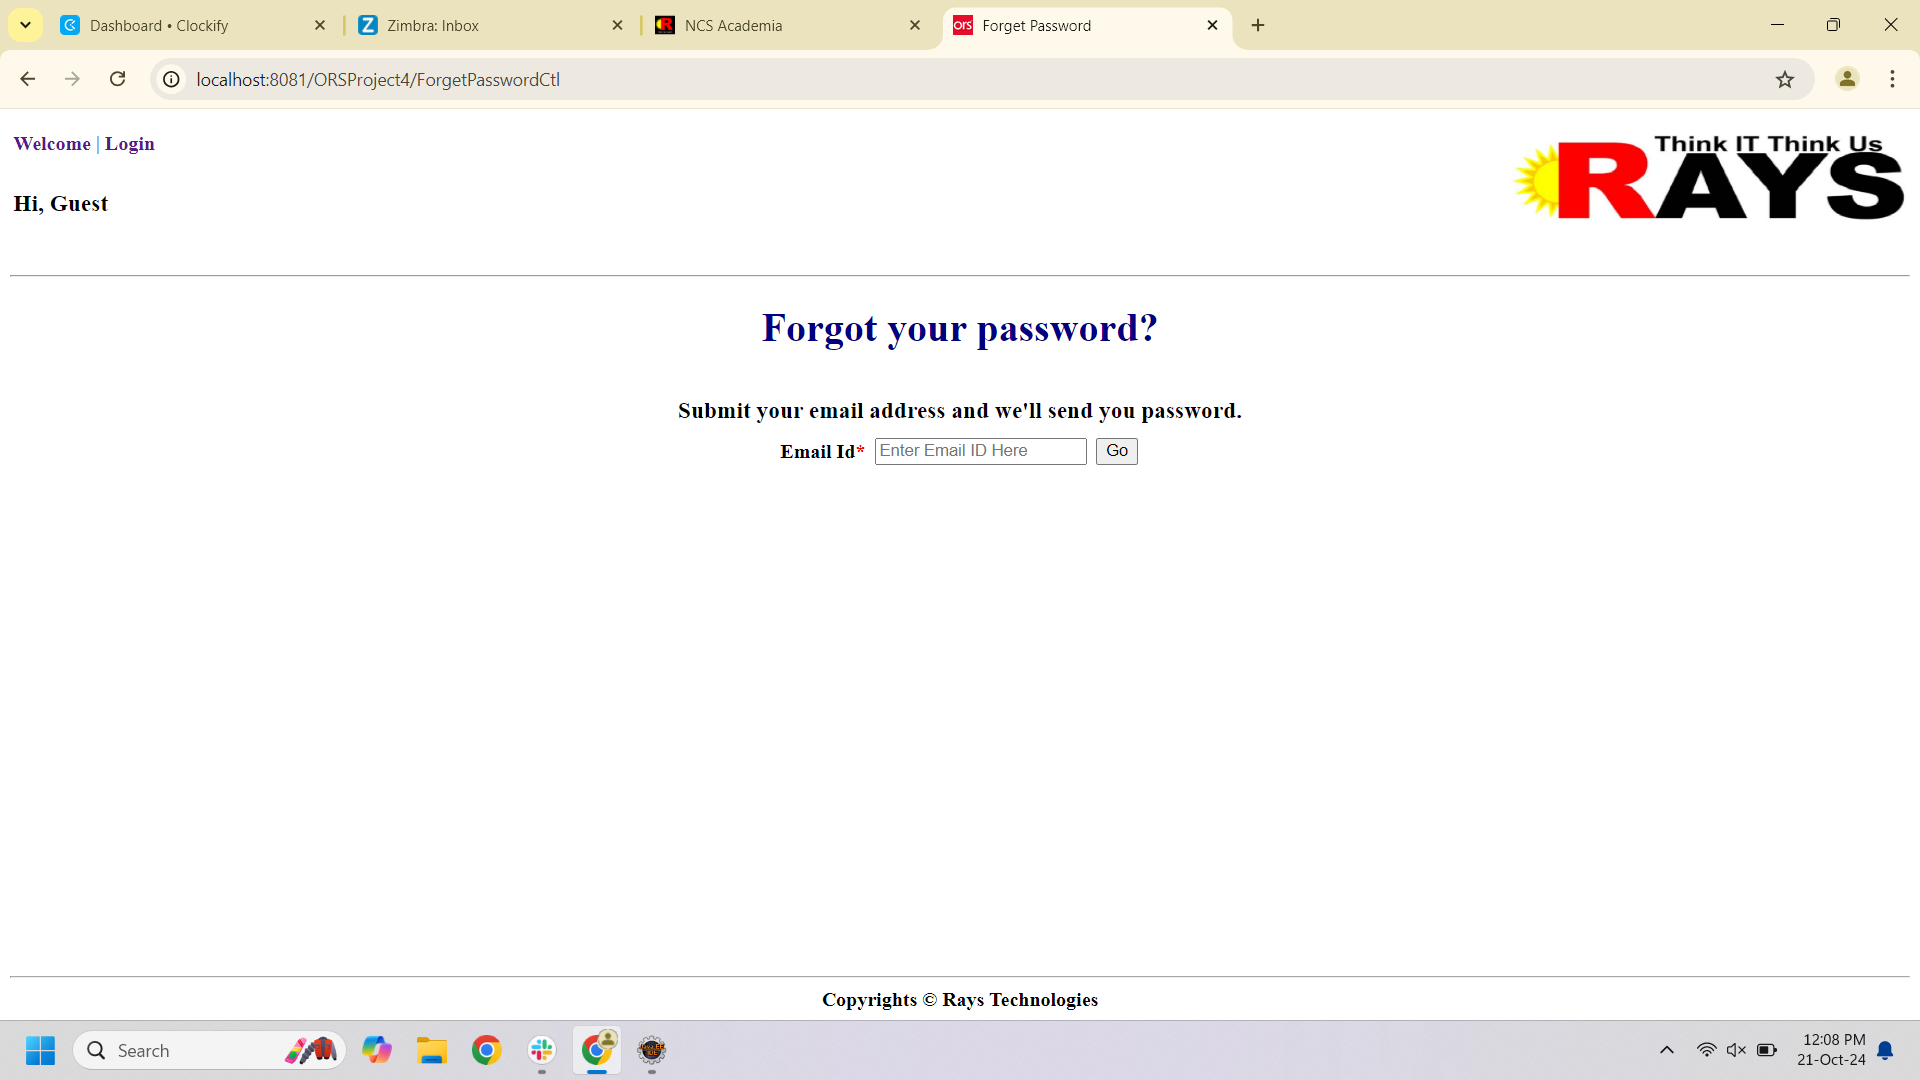 Dashboard • Clockify
Zimbra: Inbox
NCS Academia
ors Forget Password
localhost:8081/ORSProject4/ForgetPasswordCtl
Welcome | Login
Think IT Think Us
RAYS
Hi, Guest
Forgot your password?
Submit your email address and we'll send you password.
Email Id* Enter Email ID Here Go
Copyrights © Rays Technologies
Search
12:08 PM
21-Oct-24